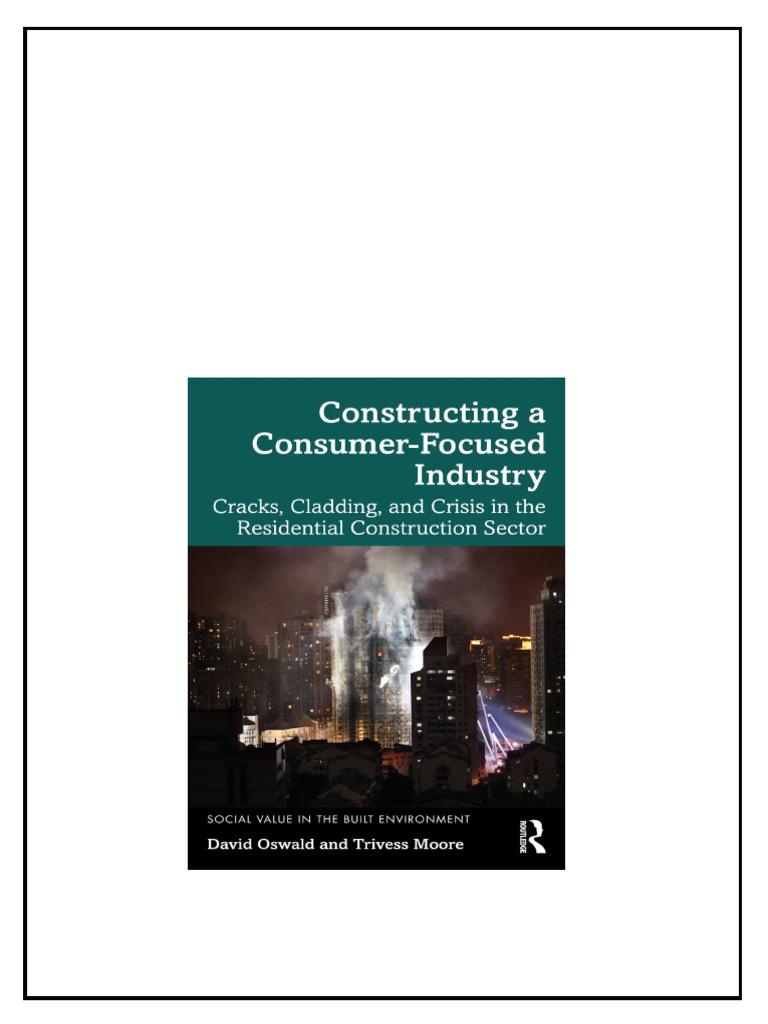 Constructing a
Consumer-Focused
Industry
Cracks, Cladding, and Crisis in the
Residential Construction Sector
SOCIAL VALUE IN THE BUILT ENVIRONMENT
David Oswald and Trivess Moore
ROUTLEDGE